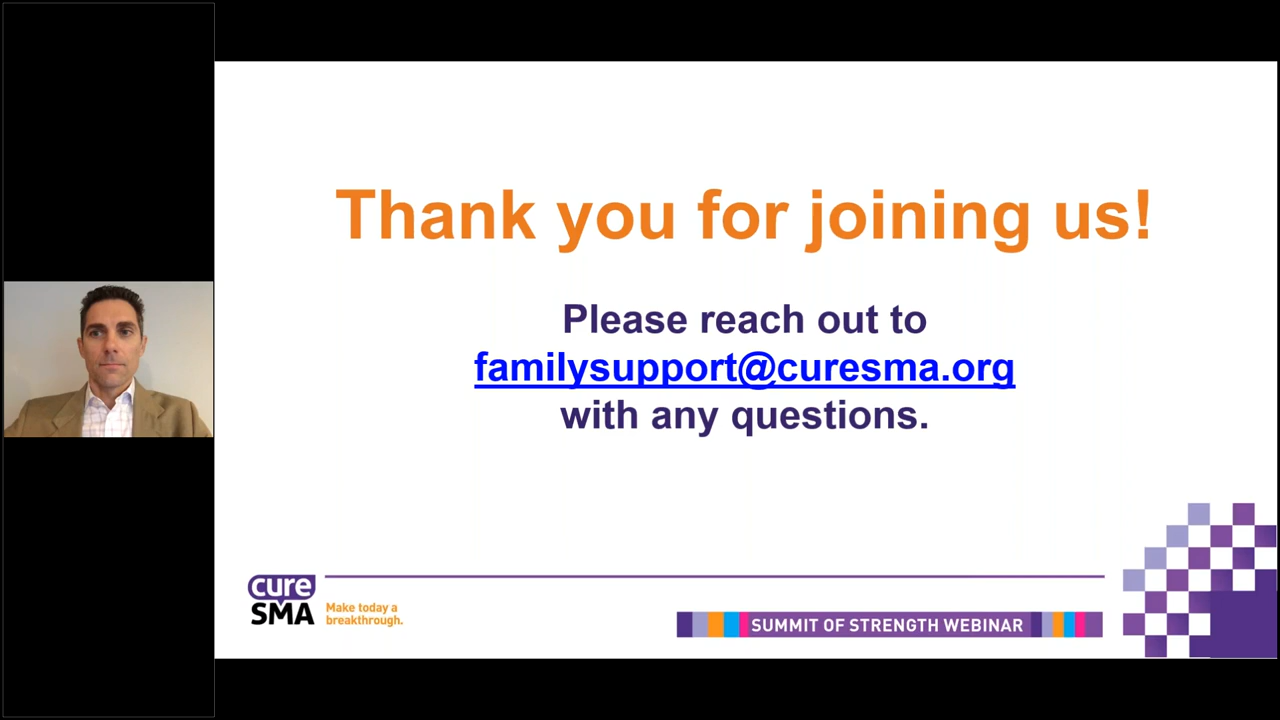 Thank you for joining us!
Please reach out to
familysupport@curesma.org
with any questions.
cure
SMA
Make today a
breakthrough.
SUMMIT OF STRENGTH WEBINAR